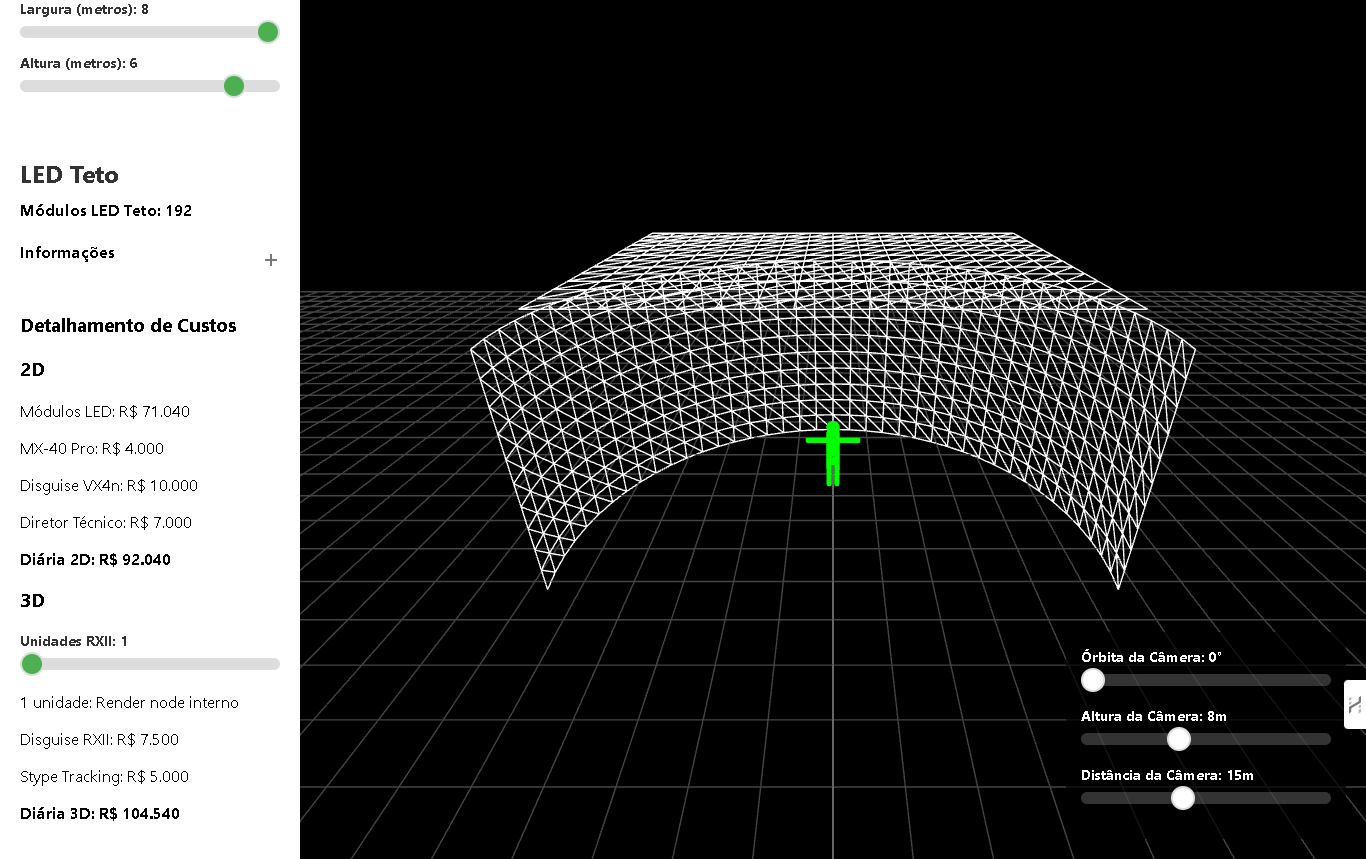 Largura (metros): 8
Altura (metros): 6
LED Teto
Módulos LED Teto: 192
Informações
+
Detalhamento de Custos
2D
Módulos LED: R$ 71.040
MX-40 Pro: R$ 4.000
Disguise VX4n: R$ 10.000
Diretor Técnico: R$ 7.000
Diária 2D: R$ 92.040
3D
Unidades RXII: 1
1 unidade: Render node interno
Disguise RXII: R$ 7.500
Stype Tracking: R$ 5.000
Diária 3D: R$ 104.540
Órbita da Câmera: 0°
Altura da Câmera: 8m
Distância da Câmera: 15m